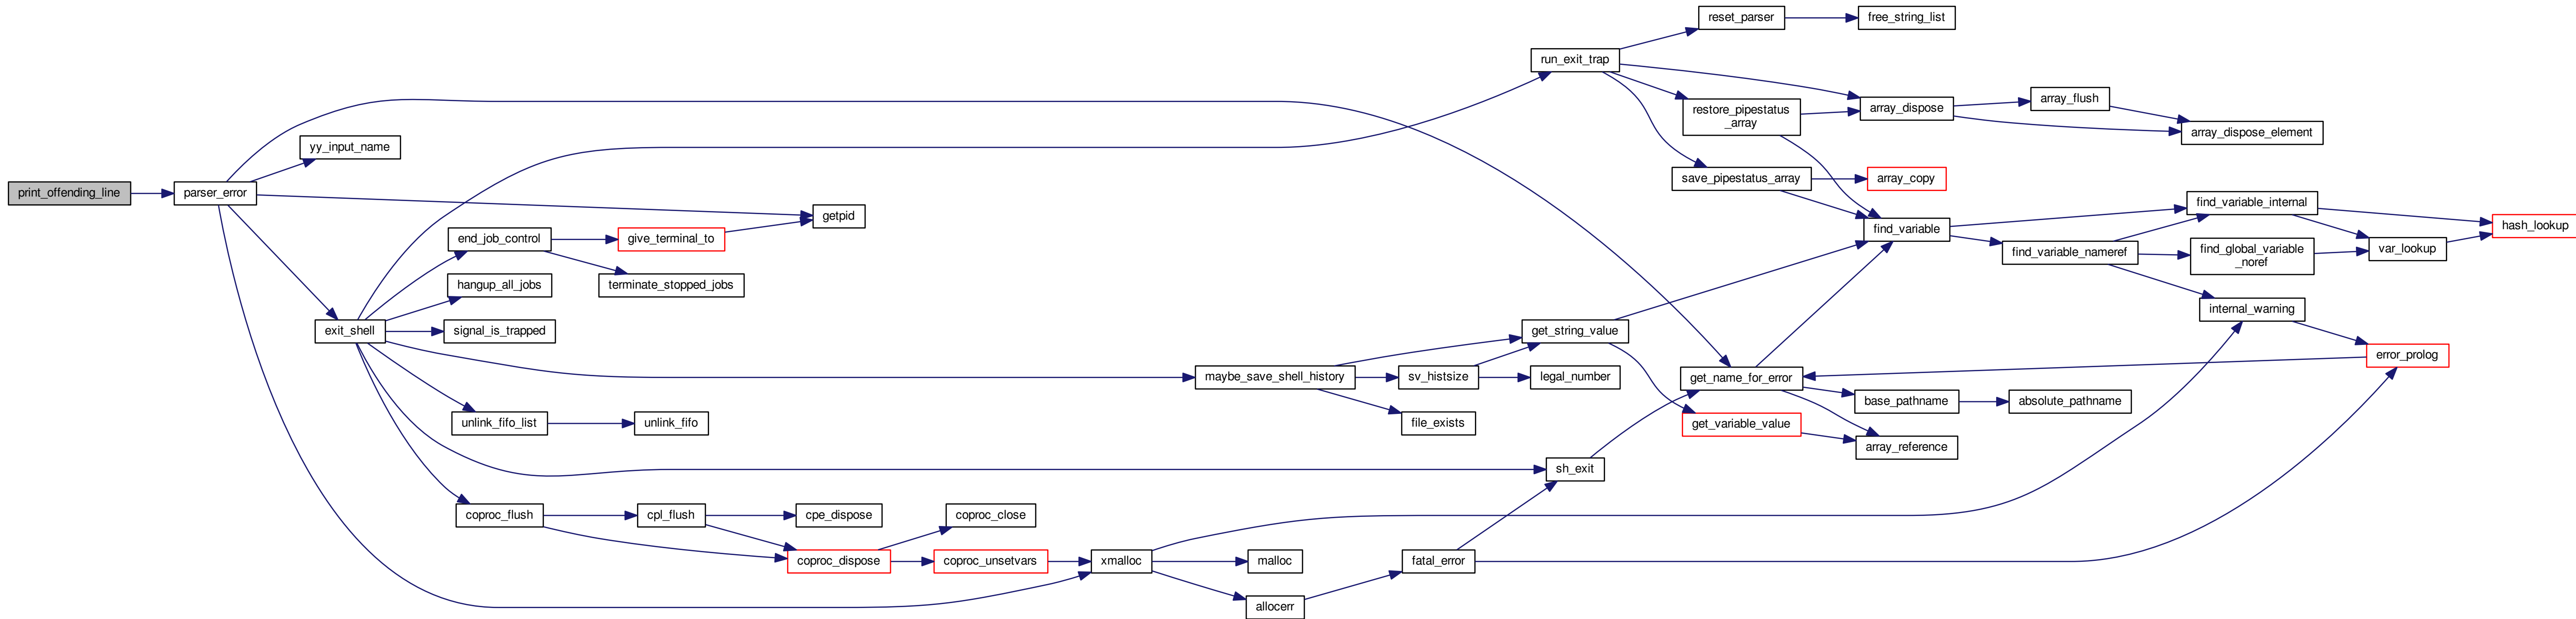 print_offending_line
parser_error
yy_input_name
exit_shell
end_job_control
hangup_all_jobs
signal_is_trapped
unlink_fifo_list
coproc_flush
give_terminal_to
terminate_stopped_jobs
unlink_fifo
cpl_flush
getpid
cpe_dispose
coproc_dispose
coproc_close
coproc_unsetvars
xmalloc
maybe_save_shell_history
malloc
allocerr
sv_histsize
file_exists
fatal_error
run_exit_trap
get_string_value
legal_number
sh_exit
reset_parser
restore_pipestatus
_array
save_pipestatus_array
get_name_for_error
get_variable_value
free_string_list
array_dispose
array_copy
find_variable
base_pathname
array_reference
array_flush
find_variable_nameref
absolute_pathname
array_dispose_element
find_variable_internal
find_global_variable
_noref
internal_warning
var_lookup
error_prolog
hash_lookup